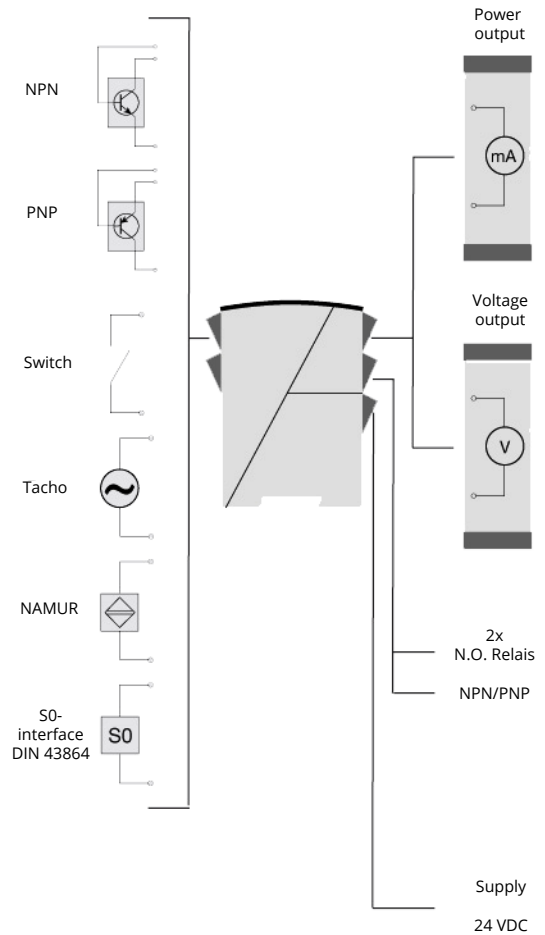 NPN
PNP
Switch
Tacho
NAMUR
S0-
interface
DIN 43864
S0
Power
output
mA
Voltage
output
V
2x
N.O. Relais
NPN/PNP
Supply
24 VDC